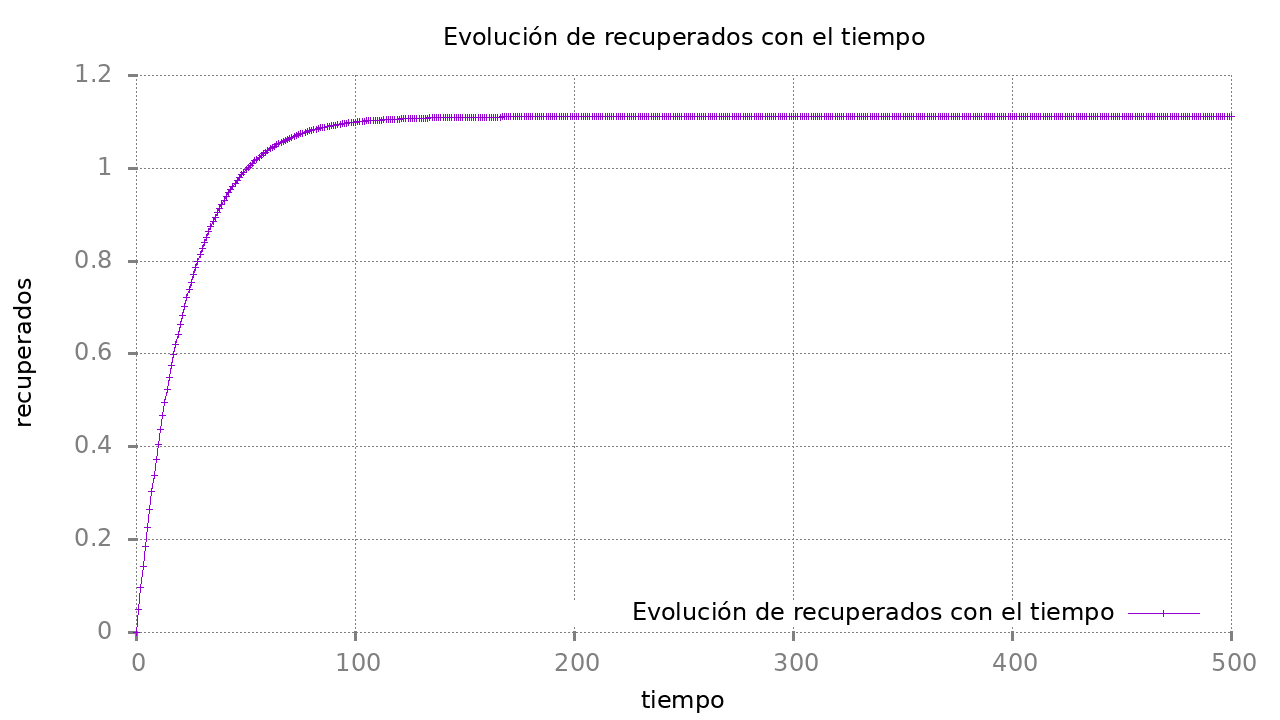 Evolución de recuperados con el tiempo
1.2
1
0.8
0.6
0.4
0.2
0
recuperados
Evolución de recuperados con el tiempo
0 100 200 300 400 500
tiempo